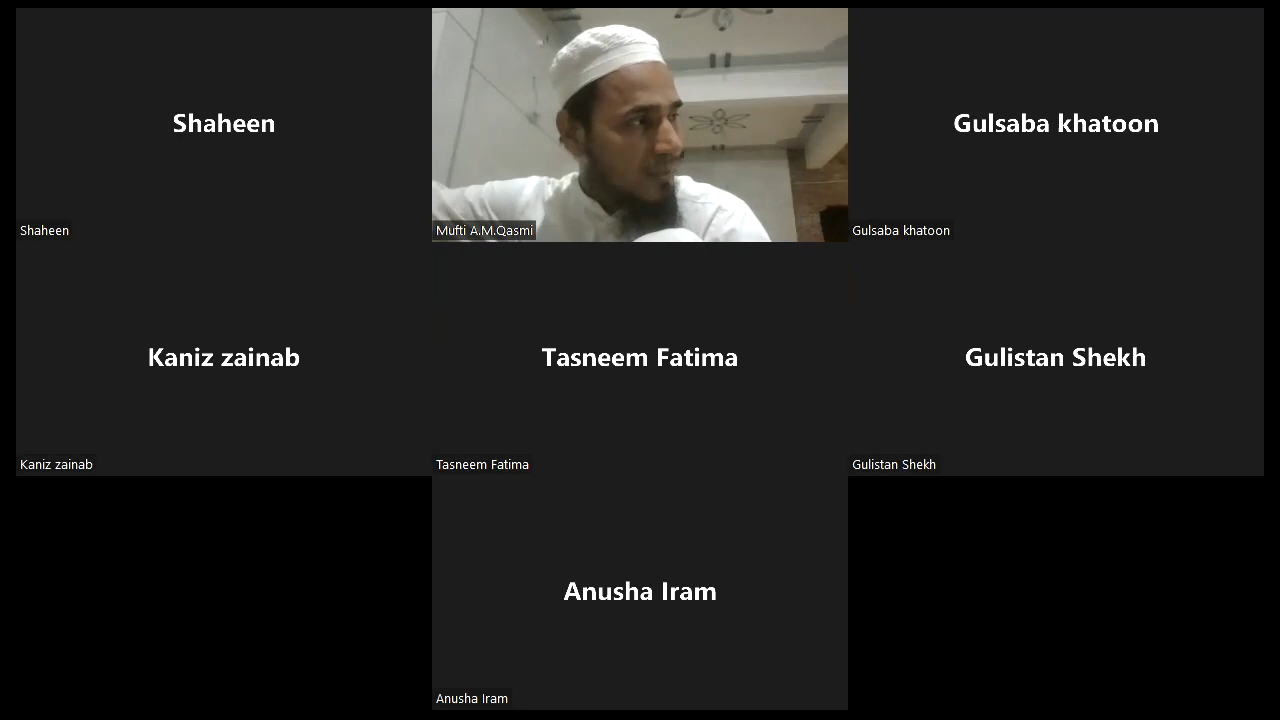 Shaheen
Shaheen
Mufti A.M.Qasmi
Gulsaba khatoon
Gulsaba khatoon
Kaniz zainab
Kaniz zainab
Tasneem Fatima
Tasneem Fatima
Gulistan Shekh
Gulistan Shekh
Anusha Iram
Anusha Iram